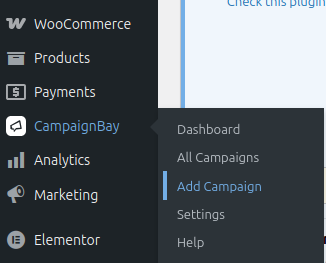 Check this plugin
WooCommerce
Products
Payments
CampaignBay
Dashboard
All Campaigns
Add Campaign
Settings
Help
Analytics
Marketing
Elementor